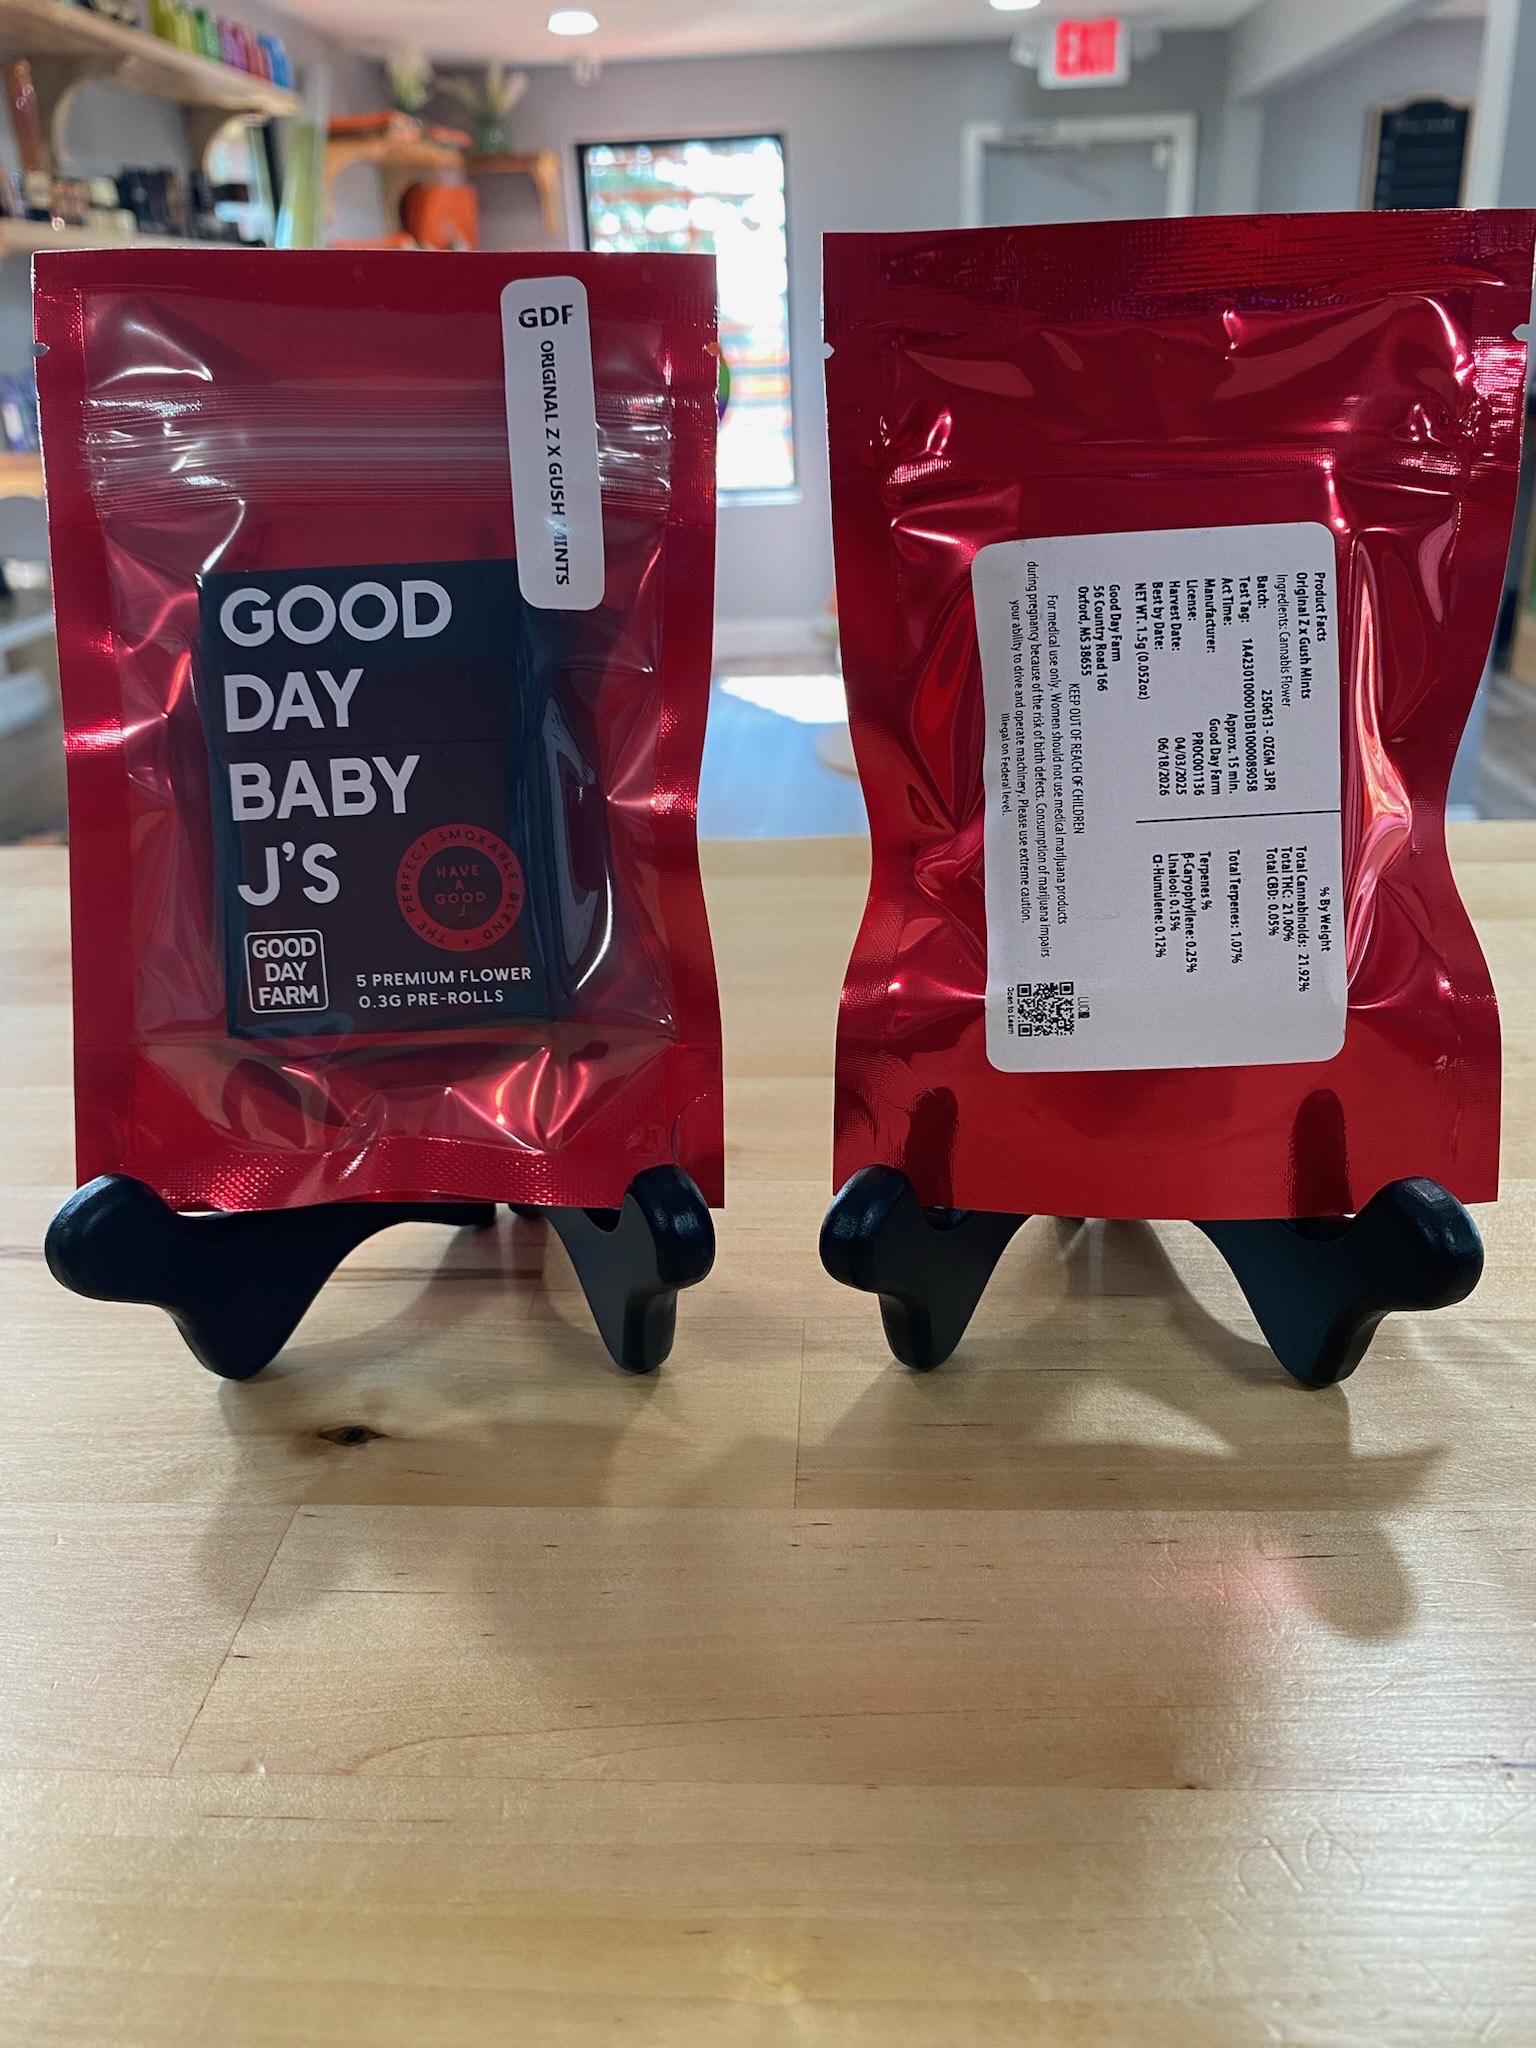 EXIT
GDF
ORIGINAL Z X GUSH MINTS
GOOD
DAY
BABY
J'S
THE PERFECT SMOKABLE BLEND
HAVE
A
GOOD
J
GOOD
DAY
FARM
5 PREMIUM FLOWER
0.3G PRE-ROLLS
Product Facts
Original Z x Gush Mints
Ingredients: Cannabis Flower
Batch: 250613 - OZGM 3PR
Test Tag: 1A4230100001DB1000089058
Act Time: Approx. 15 min.
Manufacturer: Good Day Farm
License: PROC001136
Harvest Date: 04/03/2025
Best by Date: 06/18/2026
NET WT. 1.5g (0.052oz)
% By Weight
Total Cannabinoids: 21.92%
Total THC: 21.00%
Total CBD: 0.05%
Total Terpenes: 1.07%
Terpenes %
β-Caryophyllene: 0.25%
Linalool: 0.15%
α-Humulene: 0.12%
Good Day Farm
56 Country Road 166
Oxford, MS 38655
KEEP OUT OF REACH OF CHILDREN
For medical use only. Women should not use medical marijuana products
during pregnancy because of the risk of birth defects. Consumption of marijuana impairs
your ability to drive and operate machinery. Please use extreme caution.
Illegal on Federal level.
LUCID
Scan to Learn